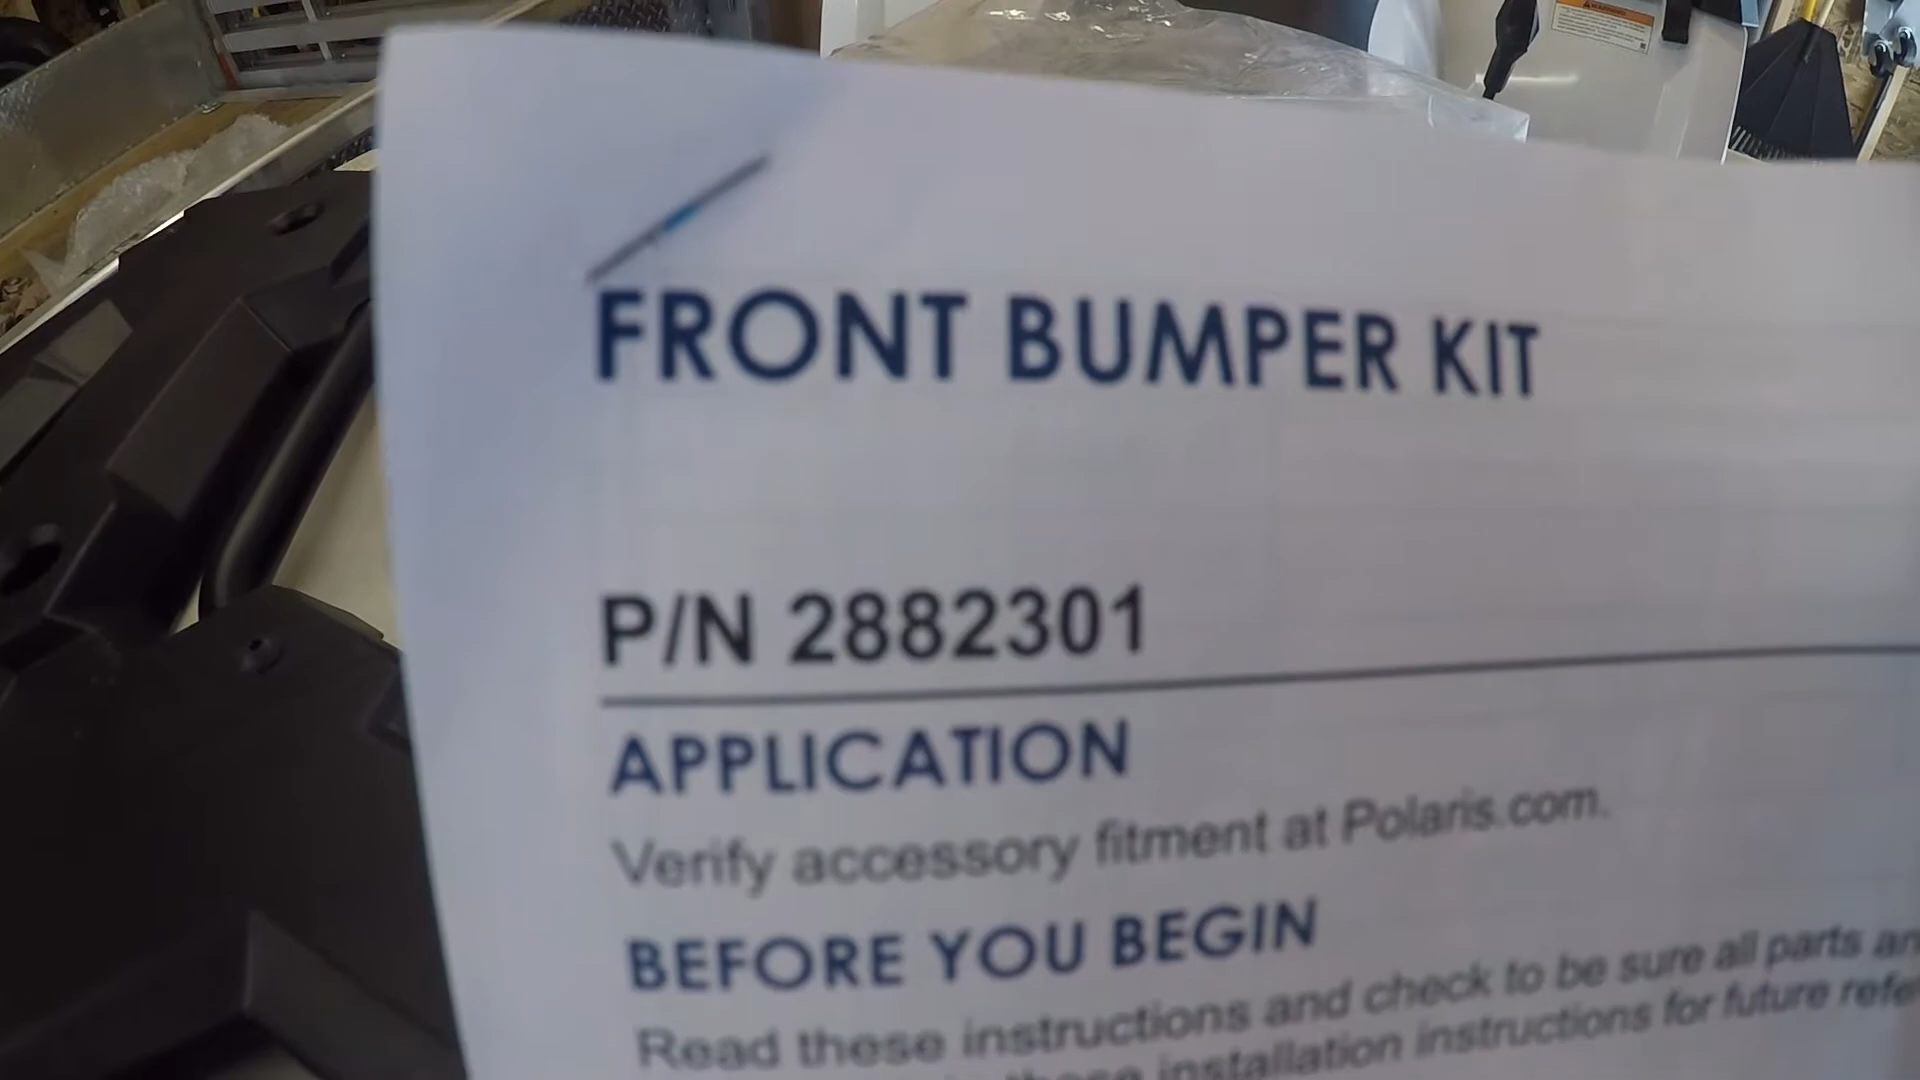 FRONT BUMPER KIT
P/N 2882301
APPLICATION
Verify accessory fitment at Polaris.com.
BEFORE YOU BEGIN
Read these instructions and check to be sure all parts
these installation instructions for future